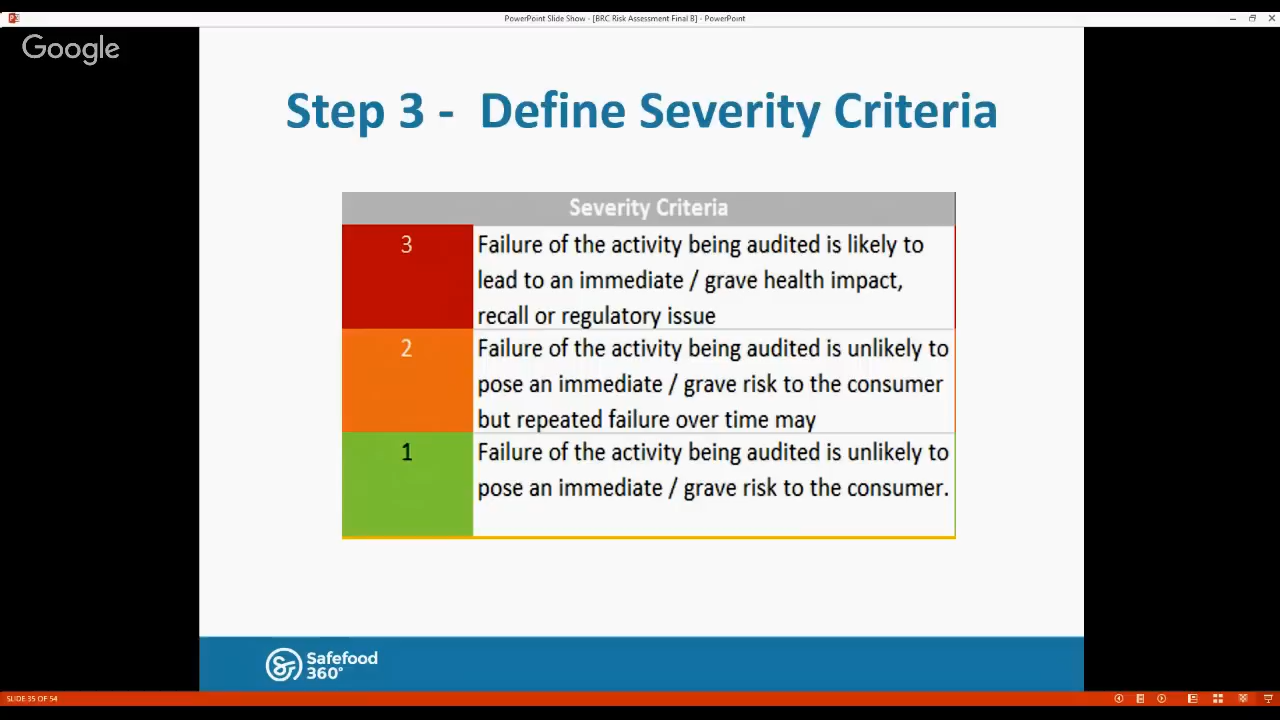 PowerPoint Slide Show - [BRC Risk Assessment Final B] - PowerPoint
Google
Step 3 - Define Severity Criteria
Severity Criteria
3
Failure of the activity being audited is likely to
lead to an immediate / grave health impact,
recall or regulatory issue
2
Failure of the activity being audited is unlikely to
pose an immediate / grave risk to the consumer
but repeated failure over time may
1
Failure of the activity being audited is unlikely to
pose an immediate / grave risk to the consumer.
Safefood
360°
SLIDE 35 OF 54